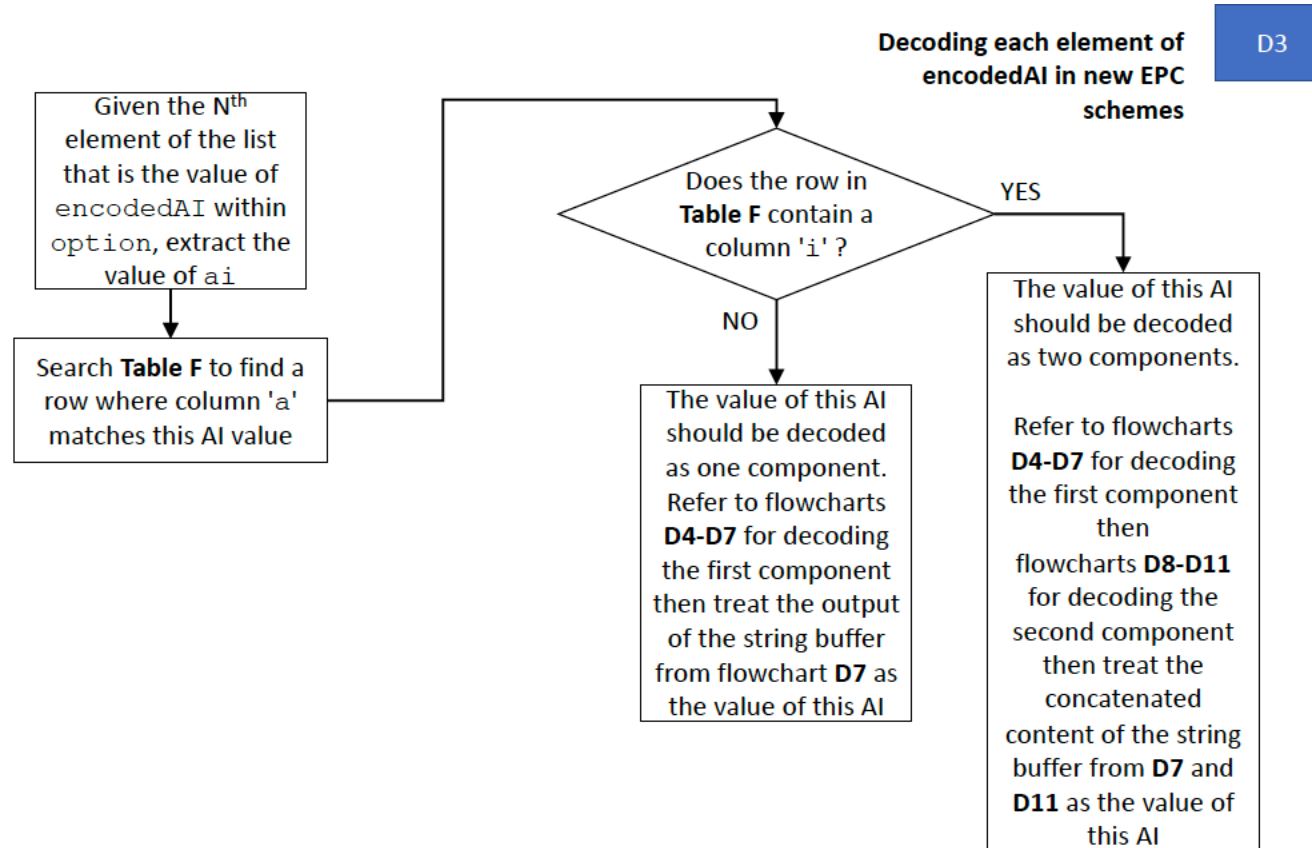 Decoding each element of
encodedAI in new EPC
schemes
D3
Given the Nth
element of the list
that is the value of
encodedAI within
option, extract the
value of ai
Search Table F to find a
row where column 'a'
matches this AI value
Does the row in
Table F contain a
column 'i' ?
YES
NO
The value of this AI
should be decoded
as one component.
Refer to flowcharts
D4-D7 for decoding
the first component
then treat the output
of the string buffer
from flowchart D7 as
the value of this AI
The value of this AI
should be decoded
as two components.
Refer to flowcharts
D4-D7 for decoding
the first component
then
flowcharts D8-D11
for decoding the
second component
then treat the
concatenated
content of the string
buffer from D7 and
D11 as the value of
this AI